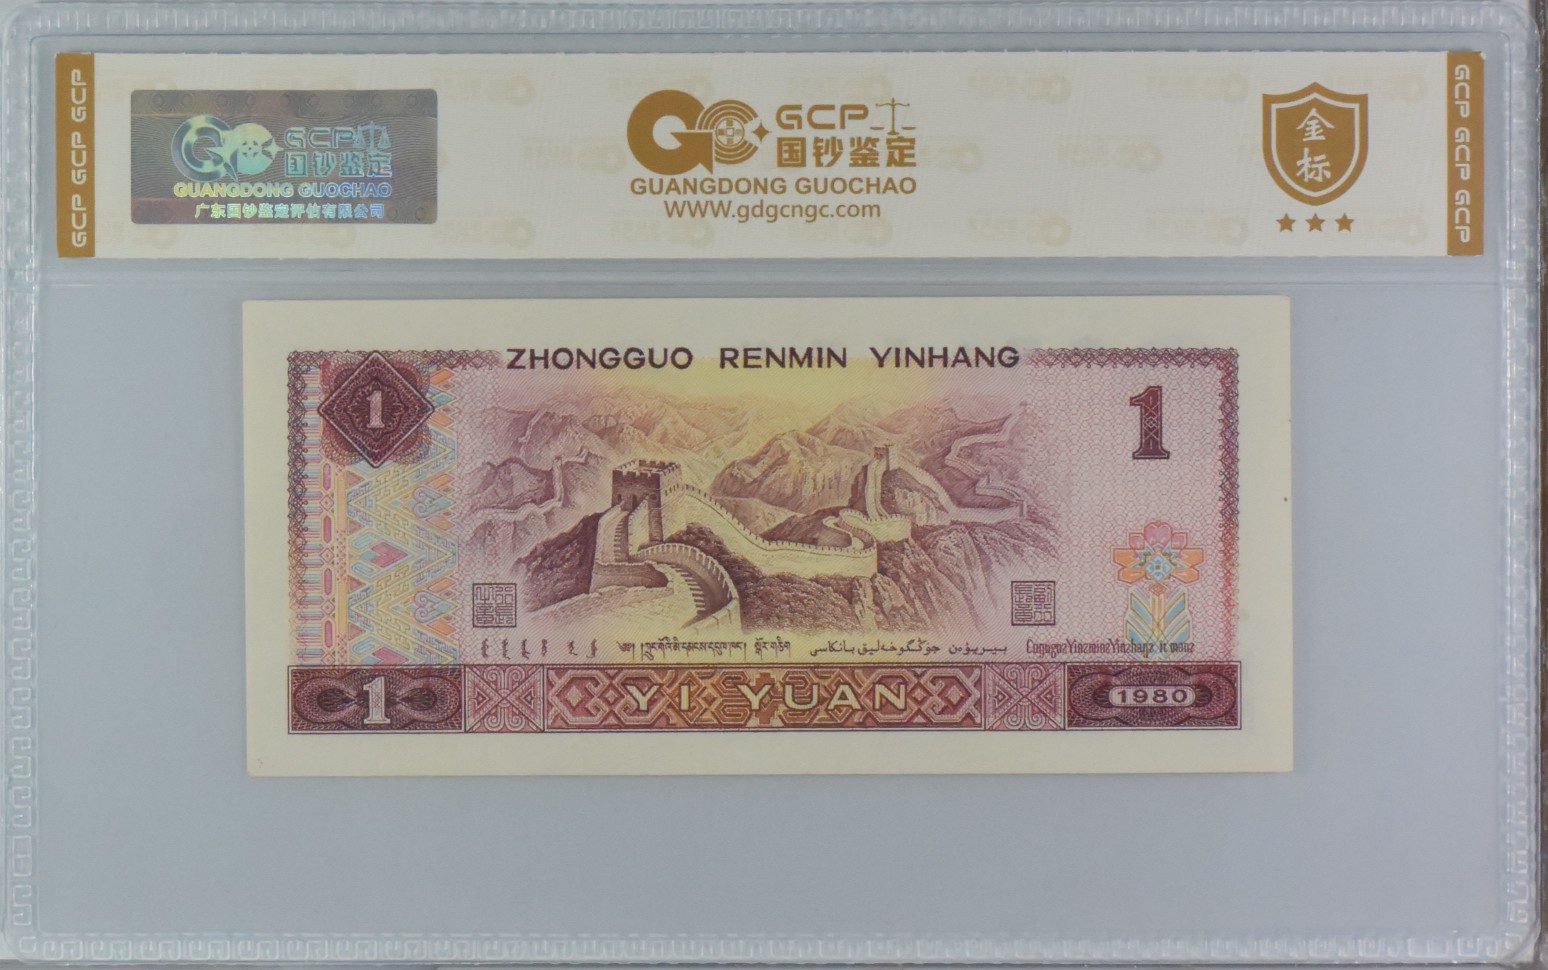 GCP GCP GCP
GCP
国钞鉴定
GUANGDONG GUOCHAO
广东国钞鉴定评估有限公司
GCP
国钞鉴定
GUANGDONG GUOCHAO
WWW.gdgcngc.com
金标
GCP GCP GCP
ZHONGGUO RENMIN YINHANG
1
1
1
YI YUAN
1980